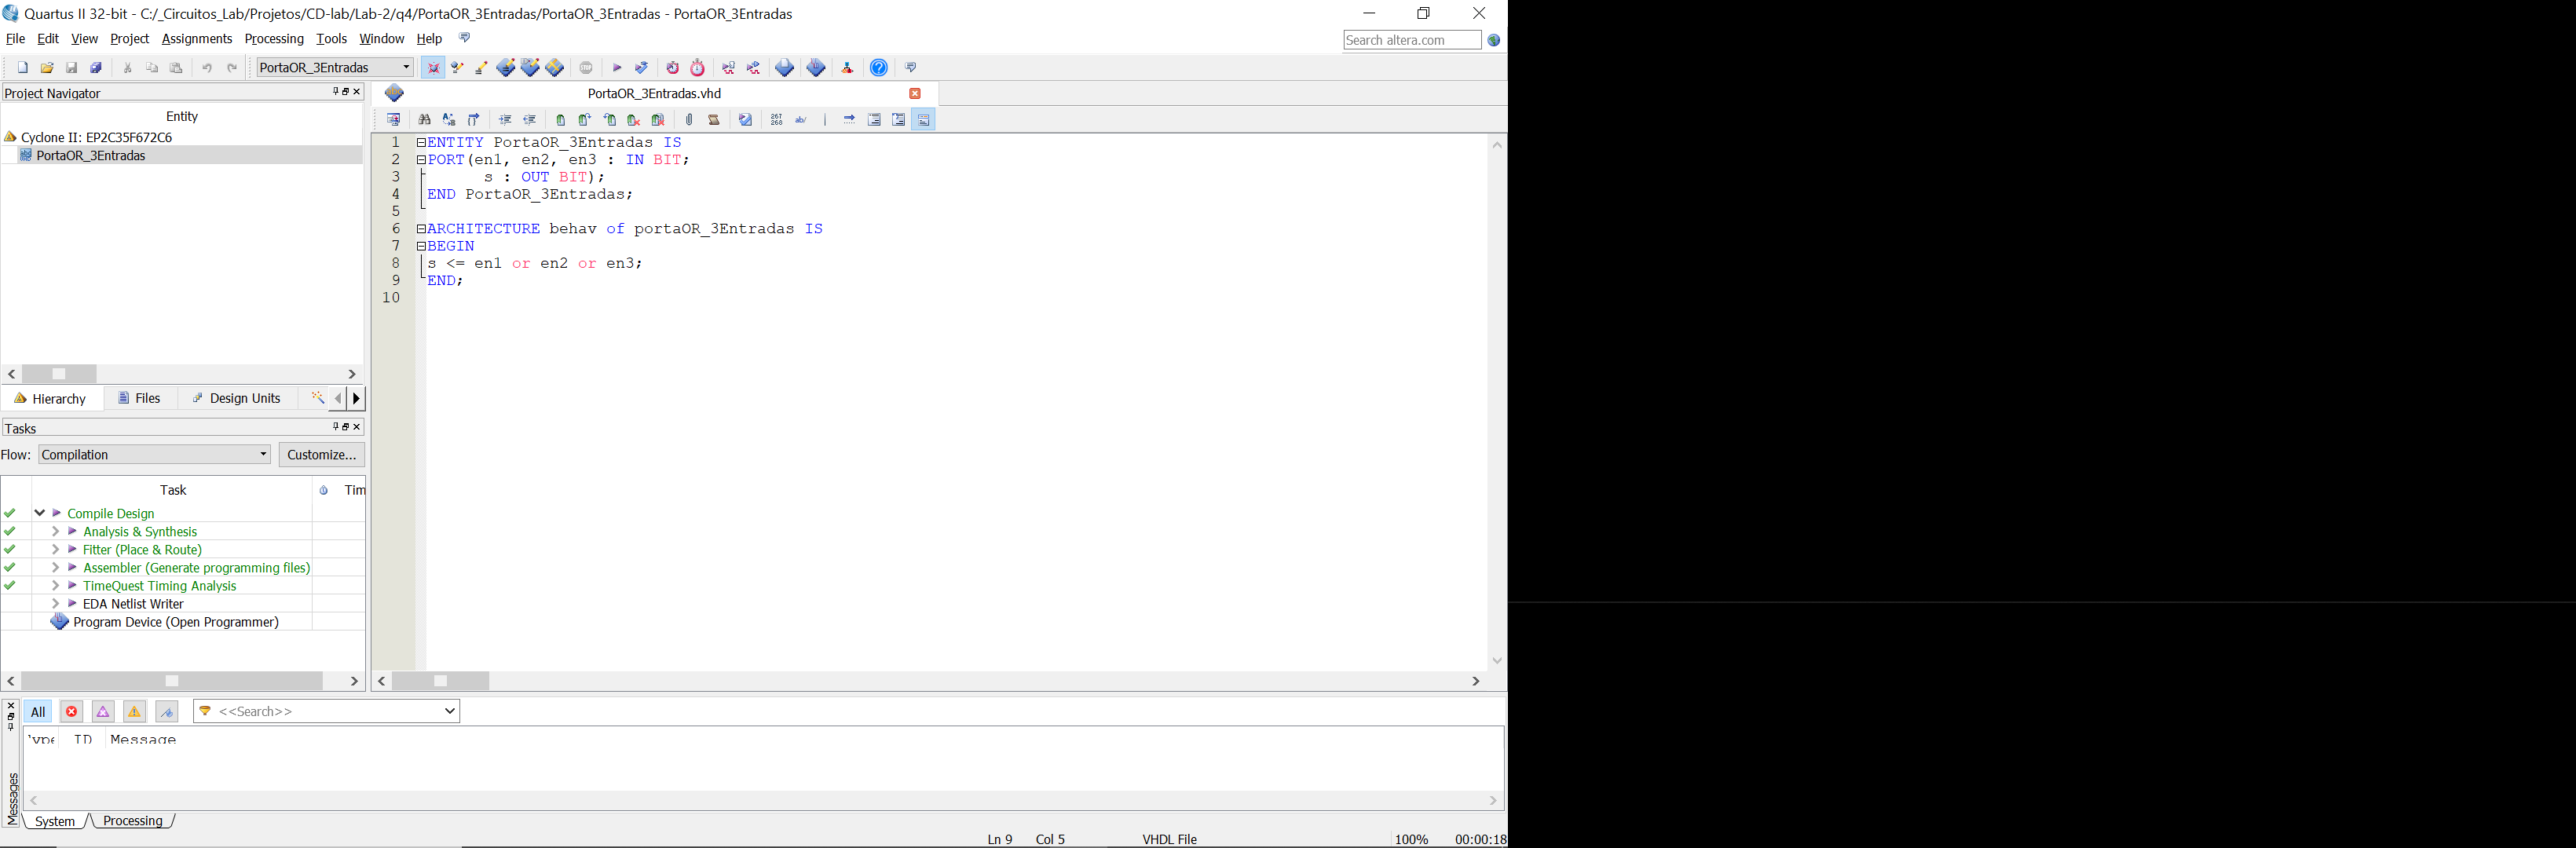 Quartus II 32-bit - C:/_Circuitos_Lab/Projetos/CD-lab/Lab-2/q4/PortaOR_3Entradas/PortaOR_3Entradas - PortaOR_3Entradas
File Edit View Project Assignments Processing Tools Window Help
Search altera.com
PortaOR_3Entradas
Project Navigator
Entity
Cyclone II: EP2C35F672C6
PortaOR_3Entradas
Hierarchy Files Design Units
Tasks
Flow: Compilation Customize...
Task Tim
Compile Design
Analysis & Synthesis
Fitter (Place & Route)
Assembler (Generate programming files)
TimeQuest Timing Analysis
EDA Netlist Writer
Program Device (Open Programmer)
PortaOR_3Entradas.vhd
267
268 ab/
1 ENTITY PortaOR_3Entradas IS
2 PORT(en1, en2, en3 : IN BIT;
3 s : OUT BIT);
4 END PortaOR_3Entradas;
5
6 ARCHITECTURE behav of portaOR_3Entradas IS
7 BEGIN
8 s <= en1 or en2 or en3;
9 END;
10
All <<Search>>
ID Message
Messages
System Processing
Ln 9 Col 5 VHDL File 100% 00:00:18